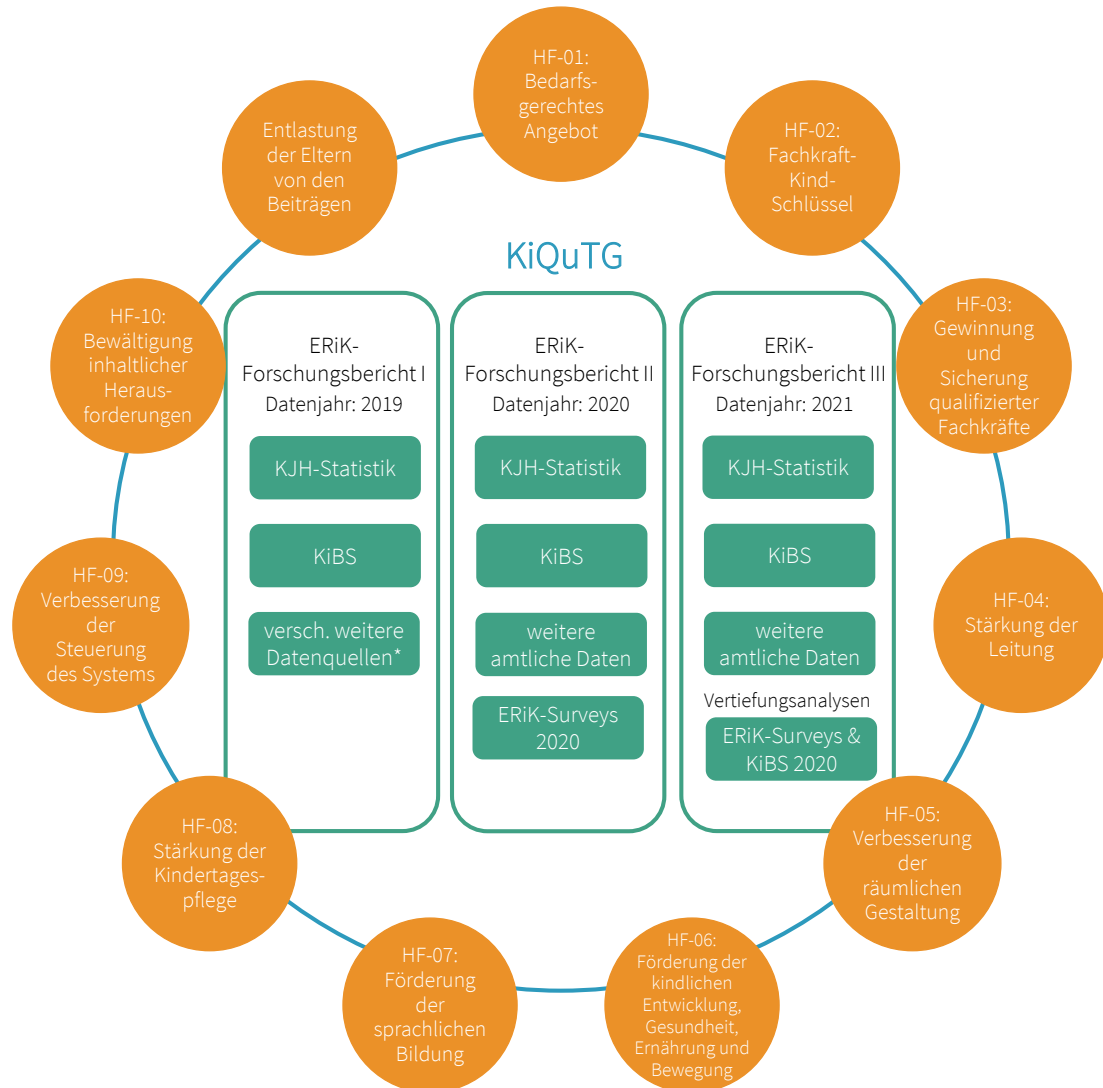 HF-01:
Bedarfs-
gerechtes
Angebot
HF-02:
Fachkraft-
Kind-
Schlüssel
HF-03:
Gewinnung
und
Sicherung
qualifizierter
Fachkräfte
HF-04:
Stärkung der
Leitung
HF-05:
Verbesserung
der
räumlichen
Gestaltung
HF-06:
Förderung der
kindlichen
Entwicklung,
Gesundheit,
Ernährung und
Bewegung
HF-07:
Förderung
der
sprachlichen
Bildung
HF-08:
Stärkung der
Kindertages-
pflege
HF-09:
Verbesserung
der
Steuerung
des Systems
HF-10:
Bewältigung
inhaltlicher
Heraus-
forderungen
Entlastung
der Eltern
von den
Beiträgen
KiQuTG
ERiK-
Forschungsbericht I
Datenjahr: 2019
KJH-Statistik
KiBS
versch. weitere
Datenquellen*
ERiK-
Forschungsbericht II
Datenjahr: 2020
KJH-Statistik
KiBS
weitere
amtliche Daten
ERiK-Surveys
2020
ERiK-
Forschungsbericht III
Datenjahr: 2021
KJH-Statistik
KiBS
weitere
amtliche Daten
Vertiefungsanalysen
ERiK-Surveys &
KiBS 2020